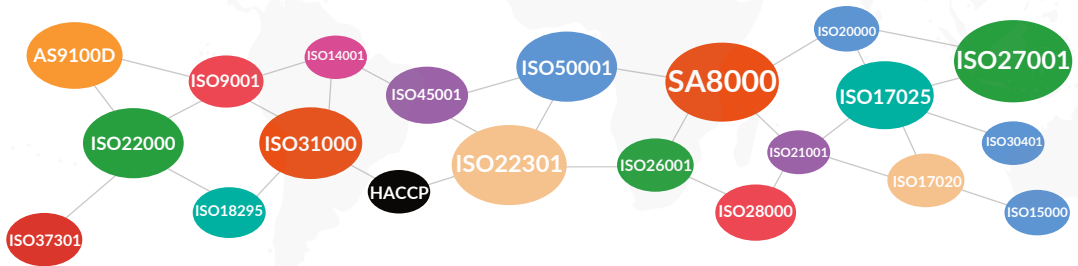 AS9100D
ISO9001
ISO14001
ISO22000
ISO31000
ISO37301
ISO18295
ISO45001
HACCP
ISO50001
ISO22301
SA8000
ISO26001
ISO28000
ISO20000
ISO27001
ISO17025
ISO21001
ISO30401
ISO17020
ISO15000